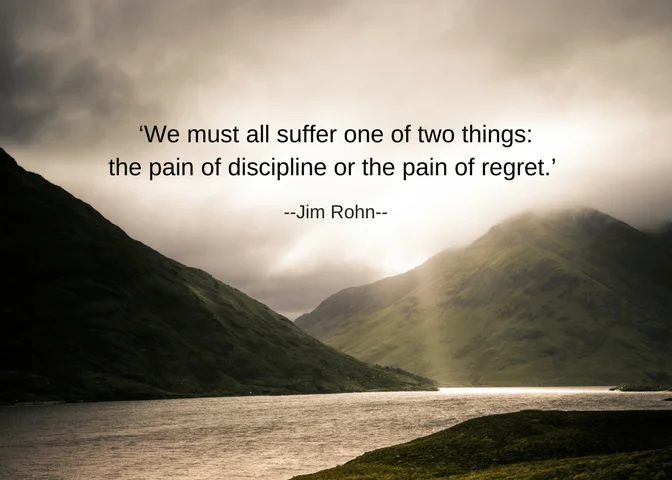 ‘We must all suffer one of two things:
the pain of discipline or the pain of regret.’
--Jim Rohn--